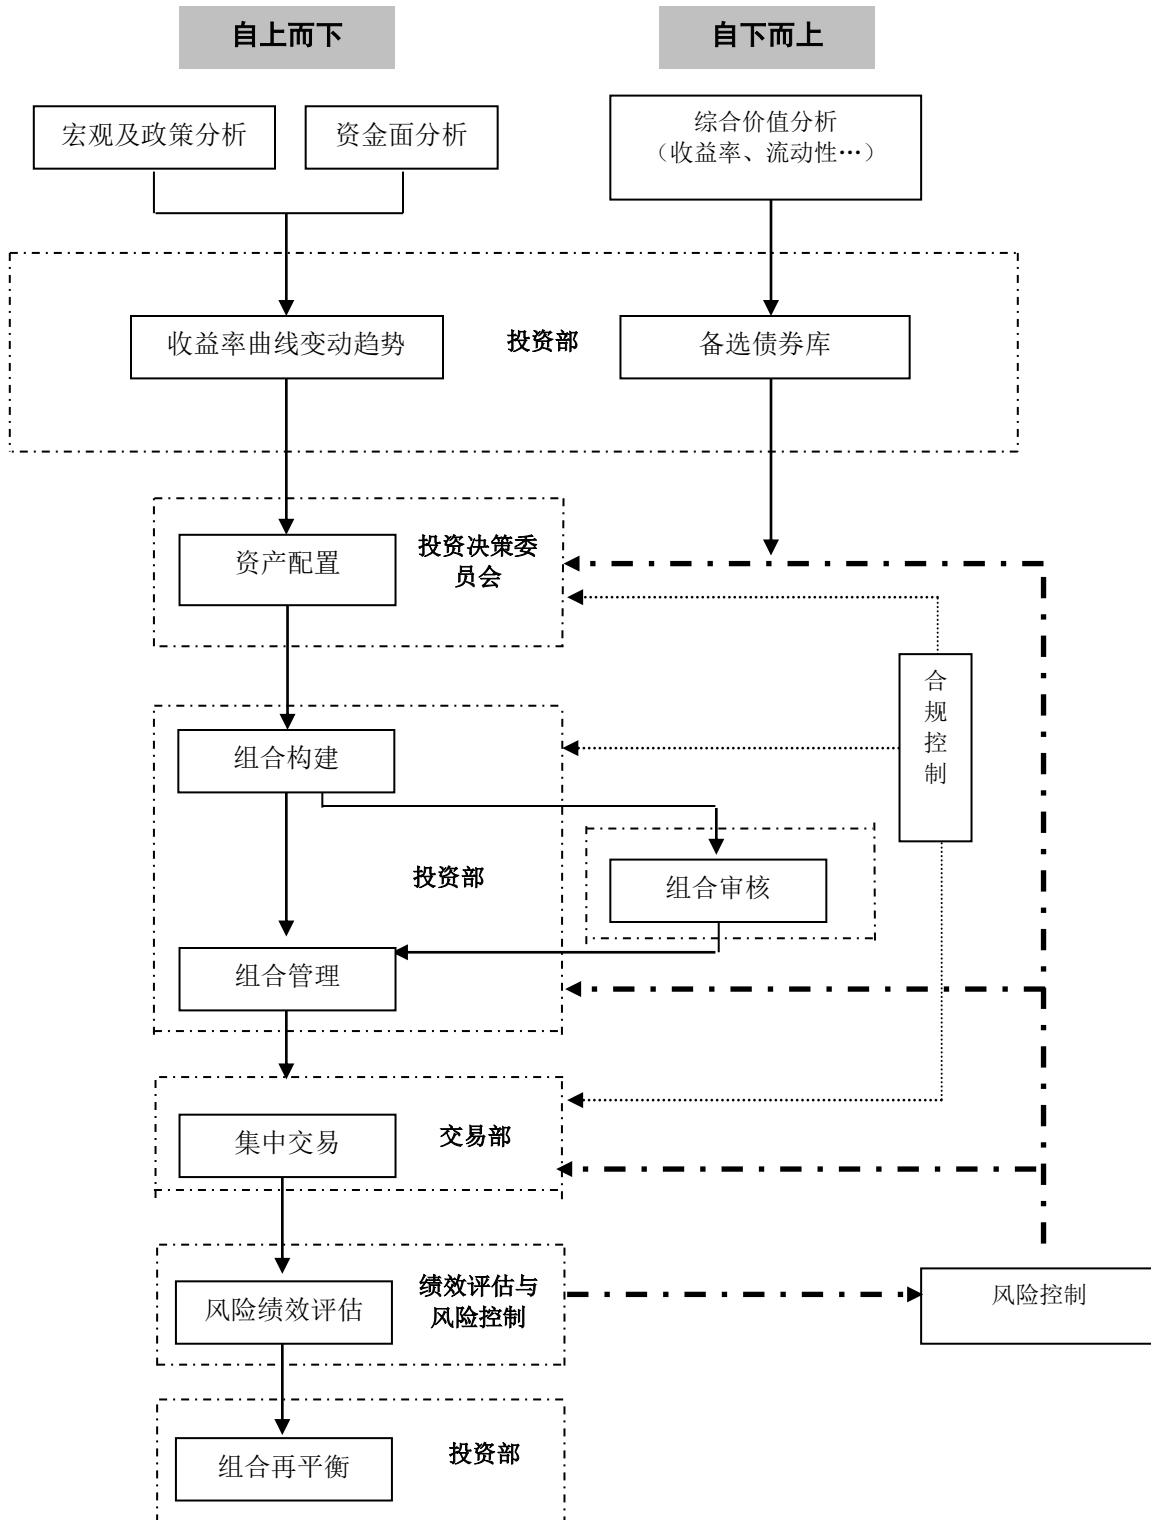 自上而下
自下而上
宏观及政策分析
资金面分析
综合价值分析
（收益率、流动性…）
收益率曲线变动趋势
投资部
备选债券库
资产配置
投资决策委
员会
合
规
控
制
组合构建
投资部
组合审核
组合管理
集中交易
交易部
风险绩效评估
绩效评估与
风险控制
风险控制
组合再平衡
投资部